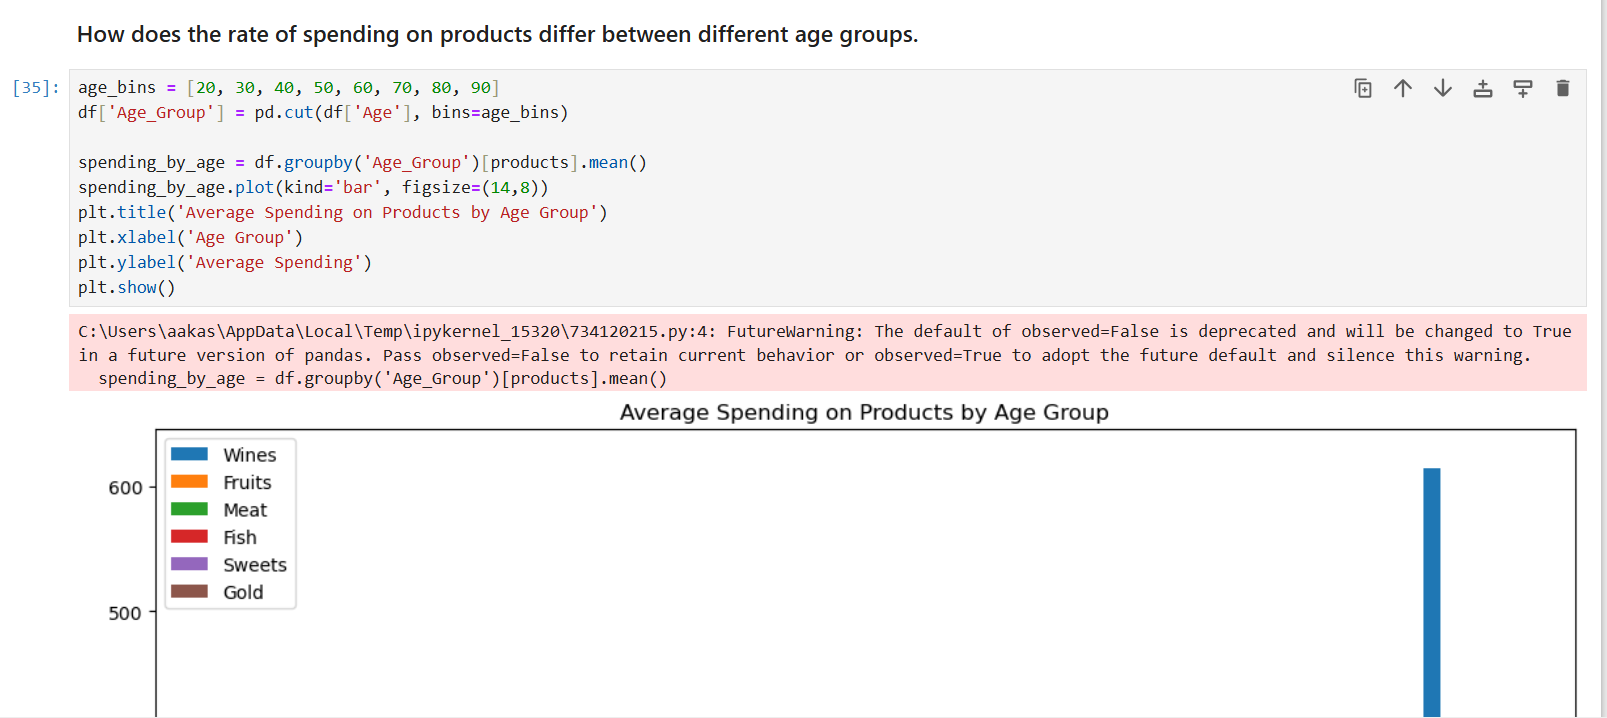 How does the rate of spending on products differ between different age groups.
[35]: age_bins = [20, 30, 40, 50, 60, 70, 80, 90]
df['Age_Group'] = pd.cut(df['Age'], bins=age_bins)
spending_by_age = df.groupby('Age_Group')[products].mean()
spending_by_age.plot(kind='bar', figsize=(14,8))
plt.title('Average Spending on Products by Age Group')
plt.xlabel('Age Group')
plt.ylabel('Average Spending')
plt.show()
C:\Users\aakas\AppData\Local\Temp\ipykernel_15320\734120215.py:4: FutureWarning: The default of observed=False is deprecated and will be changed to True
in a future version of pandas. Pass observed=False to retain current behavior or observed=True to adopt the future default and silence this warning.
spending_by_age = df.groupby('Age_Group')[products].mean()
Average Spending on Products by Age Group
Wines
Fruits
Meat
Fish
Sweets
Gold
600
500